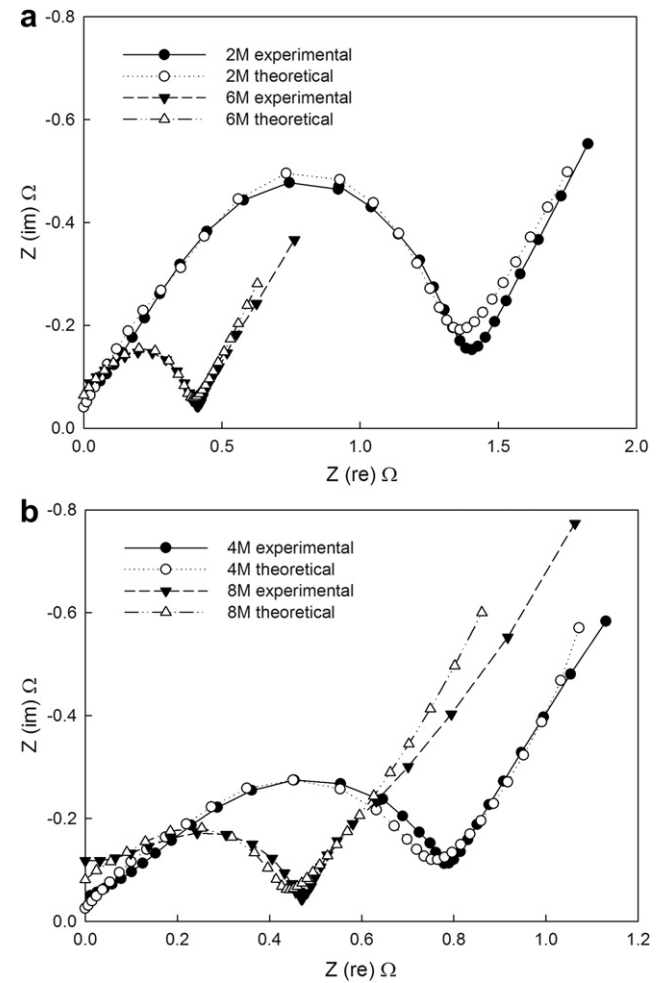 a
-0.8
2M experimental
2M theoretical
6M experimental
6M theoretical
-0.6
-0.4
-0.2
0.0
Z (im) Ω
0.0 0.5 1.0 1.5 2.0
Z (re) Ω
b
-0.8
4M experimental
4M theoretical
8M experimental
8M theoretical
-0.6
-0.4
-0.2
0.0
Z (im) Ω
0.0 0.2 0.4 0.6 0.8 1.0 1.2
Z (re) Ω